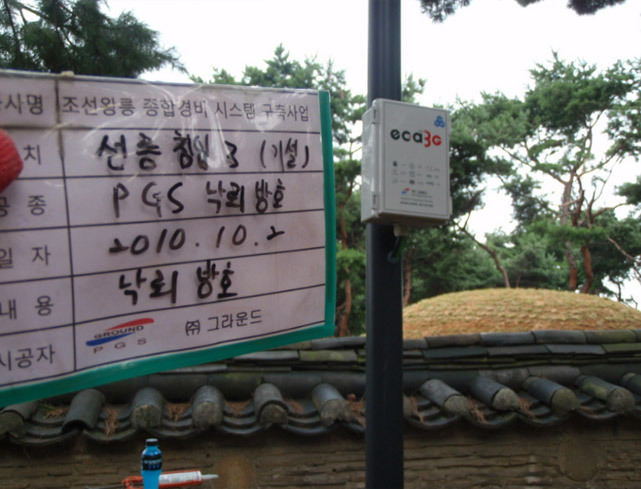 사명 조선왕릉 종합경비 시스템 구축사업
치 선릉 침입 3 (기설)
공종 PGS 낙뢰 방호
일자 2010.10.2
내용 낙뢰 방호
시공자 GROUND PGS ㈜ 그라운드
eca3G